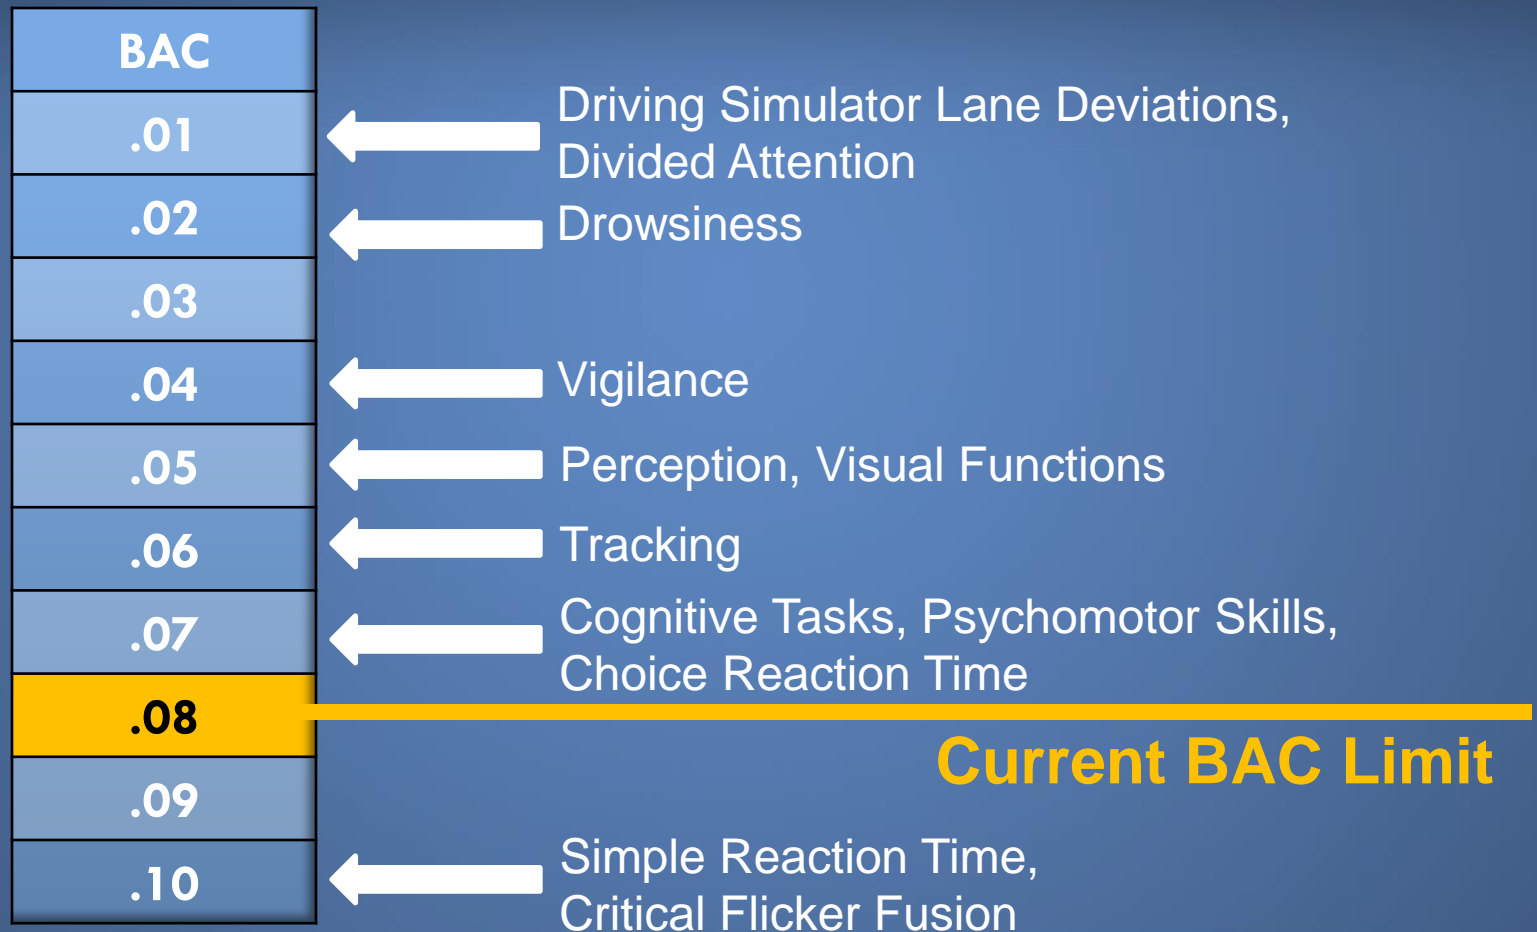 BAC
.01
Driving Simulator Lane Deviations,
Divided Attention
.02
Drowsiness
.03
.04
Vigilance
.05
Perception, Visual Functions
.06
Tracking
.07
Cognitive Tasks, Psychomotor Skills,
Choice Reaction Time
.08
Current BAC Limit
.09
.10
Simple Reaction Time,
Critical Flicker Fusion